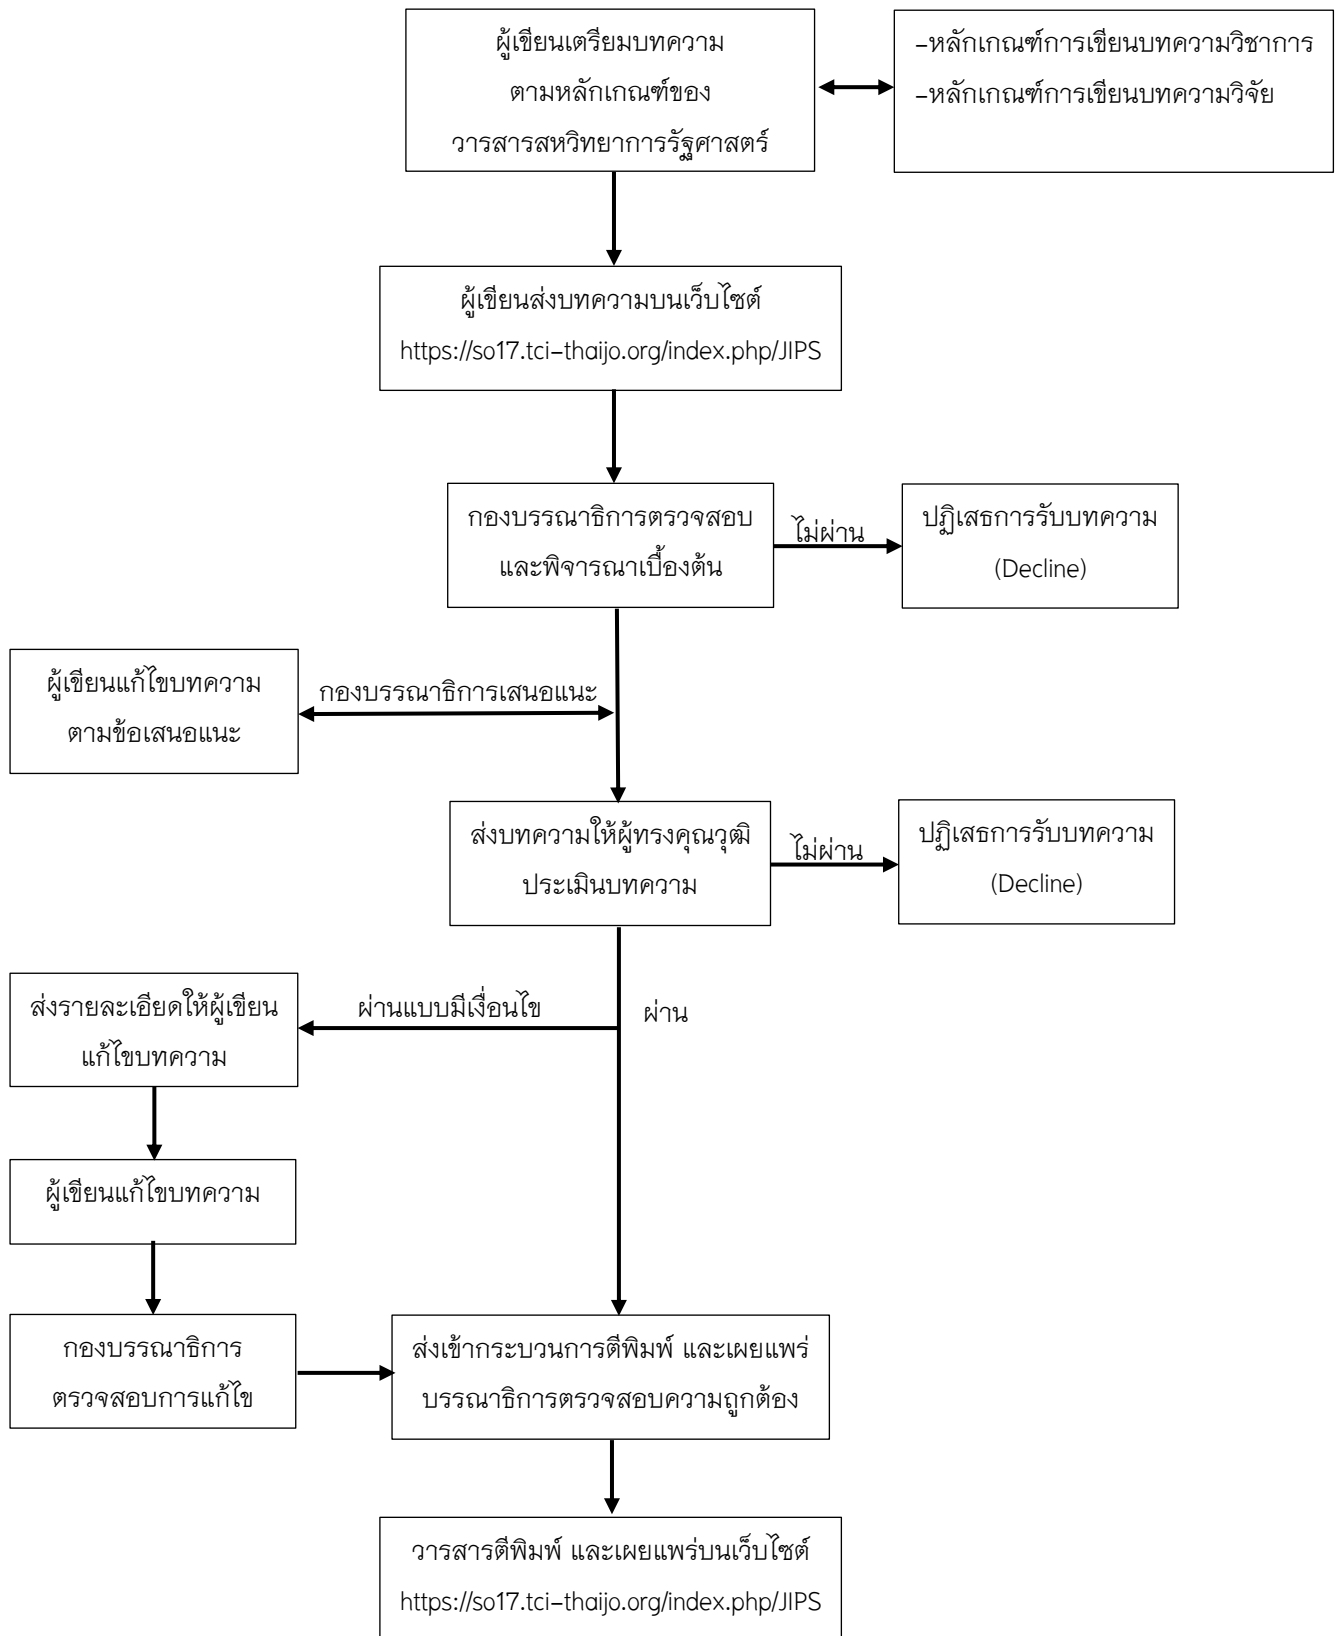 ผู้เขียนเตรียมบทความ
ตามหลักเกณฑ์ของ
วารสารสหวิทยาการรัฐศาสตร์
-หลักเกณฑ์การเขียนบทความวิชาการ
-หลักเกณฑ์การเขียนบทความวิจัย
ผู้เขียนส่งบทความบนเว็บไซต์
https://so17.tci-thaijo.org/index.php/JIPS
กองบรรณาธิการตรวจสอบ
และพิจารณาเบื้องต้น
ไม่ผ่าน
ปฏิเสธการรับบทความ
(Decline)
ผู้เขียนแก้ไขบทความ
ตามข้อเสนอแนะ
กองบรรณาธิการเสนอแนะ
ส่งบทความให้ผู้ทรงคุณวุฒิ
ประเมินบทความ
ไม่ผ่าน
ปฏิเสธการรับบทความ
(Decline)
ส่งรายละเอียดให้ผู้เขียน
แก้ไขบทความ
ผ่านแบบมีเงื่อนไข
ผ่าน
ผู้เขียนแก้ไขบทความ
กองบรรณาธิการ
ตรวจสอบการแก้ไข
ส่งเข้ากระบวนการตีพิมพ์ และเผยแพร่
บรรณาธิการตรวจสอบความถูกต้อง
วารสารตีพิมพ์ และเผยแพร่บนเว็บไซต์
https://so17.tci-thaijo.org/index.php/JIPS